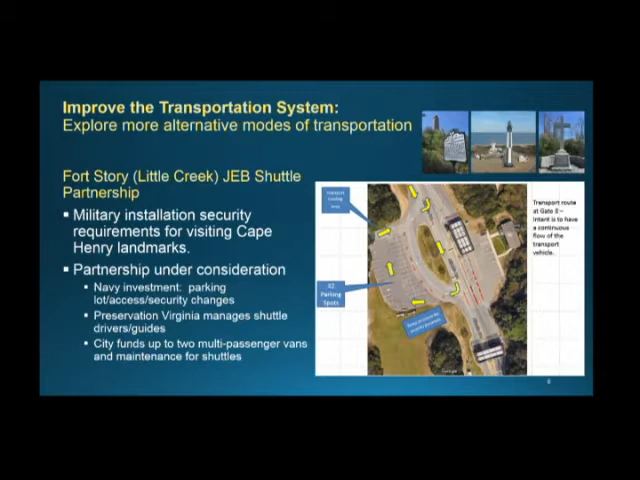 Improve the Transportation System:
Explore more alternative modes of transportation
Fort Story (Little Creek) JEB Shuttle
Partnership
▪ Military installation security
requirements for visiting Cape
Henry landmarks.
▪ Partnership under consideration
▪ Navy investment: parking
lot/access/security changes
▪ Preservation Virginia manages shuttle
drivers/guides
▪ City funds up to two multi-passenger vans
and maintenance for shuttles
42
Parking
Spots
Transport route
at Gate 8 –
Intent is to have
a continuous
flow of the
transport
vehicle.
6